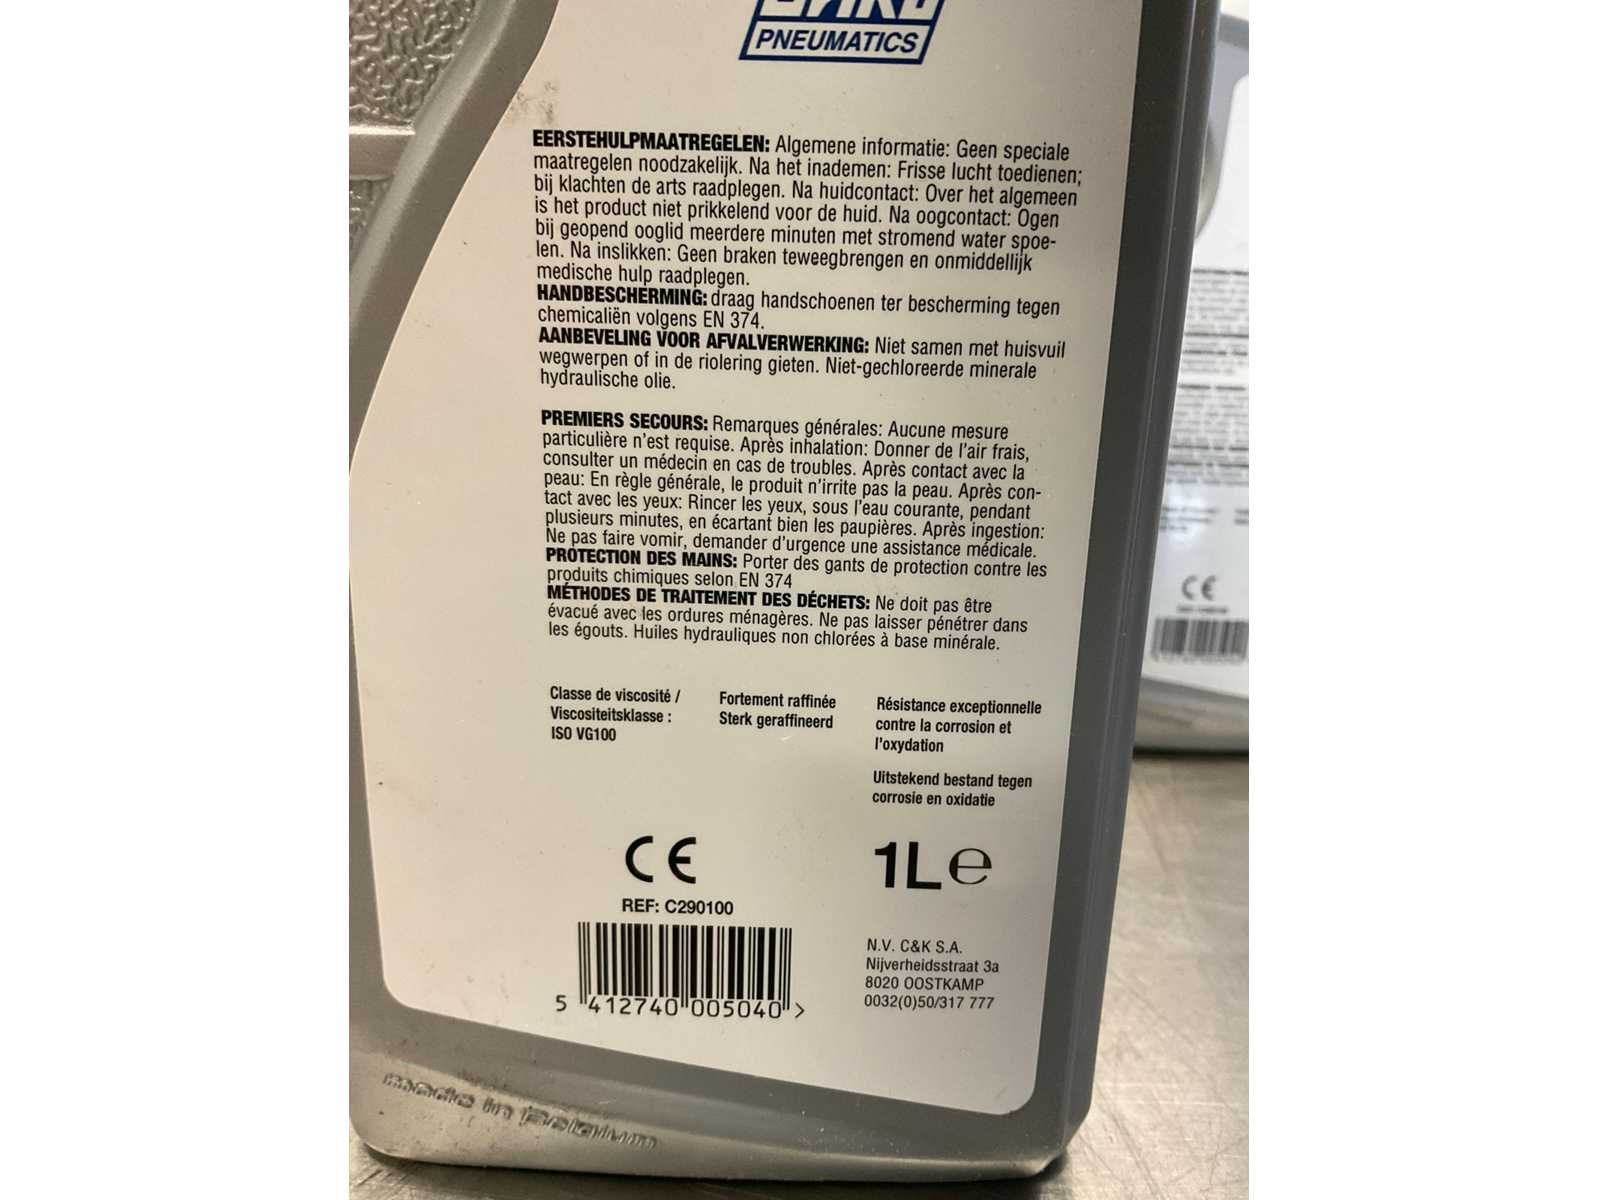 PNEUMATICS
EERSTEHULPMAATREGELEN: Algemene informatie: Geen speciale
maatregelen noodzakelijk. Na het inademen: Frisse lucht toedienen;
bij klachten de arts raadplegen. Na huidcontact: Over het algemeen
is het product niet prikkelend voor de huid. Na oogcontact: Ogen
bij geopend ooglid meerdere minuten met stromend water spoe-
len. Na inslikken: Geen braken teweegbrengen en onmiddellijk
medische hulp raadplegen.
HANDBESCHERMING: draag handschoenen ter bescherming tegen
chemicaliën volgens EN 374.
AANBEVELING VOOR AFVALVERWERKING: Niet samen met huisvuil
wegwerpen of in de riolering gieten. Niet-gechloreerde minerale
hydraulische olie.
PREMIERS SECOURS: Remarques générales: Aucune mesure
particulière n'est requise. Après inhalation: Donner de l'air frais,
consulter un médecin en cas de troubles. Après contact avec la
peau: En règle générale, le produit n'irrite pas la peau. Après con-
tact avec les yeux: Rincer les yeux, sous l'eau courante, pendant
plusieurs minutes, en écartant bien les paupières. Après ingestion:
Ne pas faire vomir, demander d'urgence une assistance médicale.
PROTECTION DES MAINS: Porter des gants de protection contre les
produits chimiques selon EN 374
MÉTHODES DE TRAITEMENT DES DÉCHETS: Ne doit pas être
évacué avec les ordures ménagères. Ne pas laisser pénétrer dans
les égouts. Huiles hydrauliques non chlorées à base minérale.
Classe de viscosité /
Viscositeitsklasse :
ISO VG100
Fortement raffinée
Sterk geraffineerd
Résistance exceptionnelle
contre la corrosion et
l'oxydation
Uitstekend bestand tegen
corrosie en oxidatie
CE
1L e
REF: C290100
5 412740 005040 >
N.V. C&K S.A.
Nijverheidsstraat 3a
8020 OOSTKAMP
0032(0)50/317 777
made in Belgium
CE